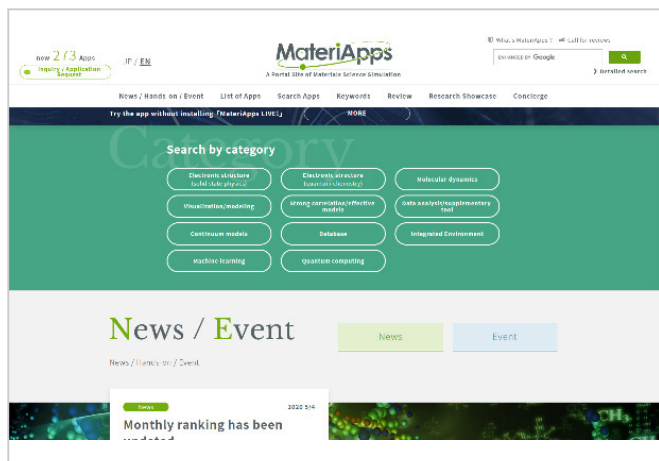 now 273 Apps
Inquiry / Application
Request
JP / EN
MateriApps
A Portal Site of Materials Science Simulation
What's MateriApps? Call for reviews
ENHANCED BY Google
Detailed search
News / Hands-on / Event List of Apps Search Apps Keywords Review Research Showcase Concierge
Try the app without installing「MateriApps LIVE!」 MORE
Category
Search by category
Electronic structure
(solid state physics)
Electronic structure
(quantum chemistry)
Molecular dynamics
Visualization/modeling
Strong correlation/effective
models
Data analysis/supplementary
tool
Continuum models
Database
Integrated Environment
Machine learning
Quantum computing
News / Event
News
Event
News / Hands-on / Event
News
5/4
Monthly ranking has been
updated
CH